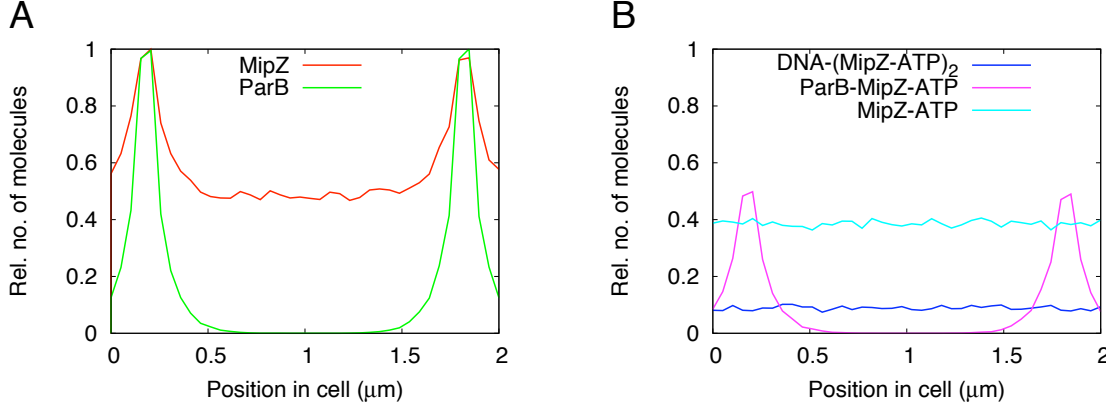 A
MipZ
ParB
Rel. no. of molecules
1
0.8
0.6
0.4
0.2
0
0
0.5
1
1.5
2
Position in cell (μm)
B
DNA-(MipZ-ATP)2
ParB-MipZ-ATP
MipZ-ATP
Rel. no. of molecules
1
0.8
0.6
0.4
0.2
0
0
0.5
1
1.5
2
Position in cell (μm)